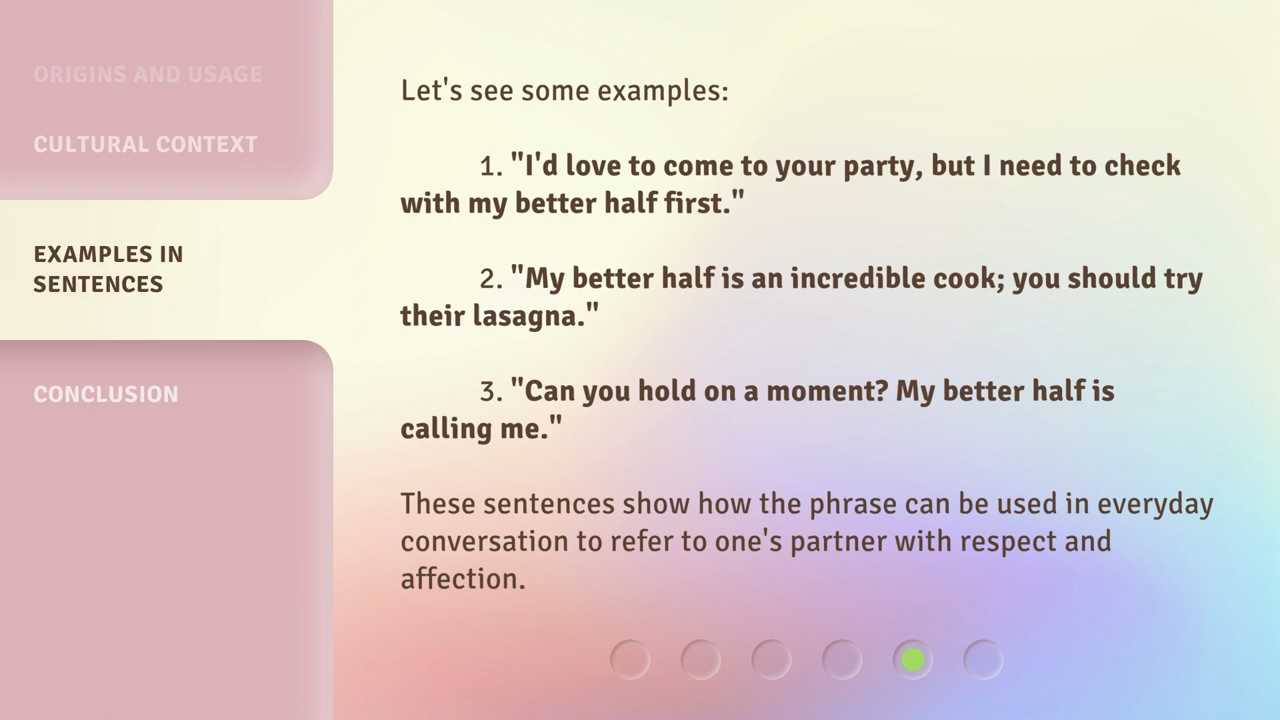 ORIGINS AND USAGE
CULTURAL CONTEXT
EXAMPLES IN
SENTENCES
CONCLUSION
Let's see some examples:
1. "I'd love to come to your party, but I need to check
with my better half first."
2. "My better half is an incredible cook; you should try
their lasagna."
3. "Can you hold on a moment? My better half is
calling me."
These sentences show how the phrase can be used in everyday
conversation to refer to one's partner with respect and
affection.